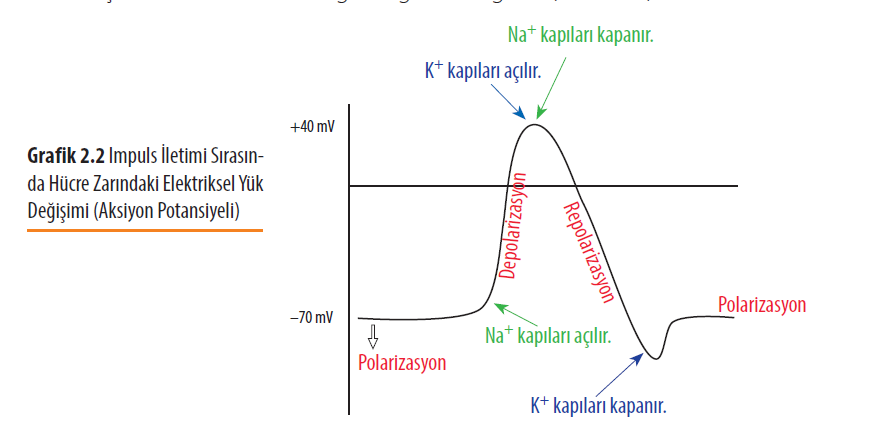 Na⁺ kapıları kapanır.
K⁺ kapıları açılır.
+40 mV
Grafik 2.2 Impuls İletimi Sırasın-
da Hücre Zarındaki Elektriksel Yük
Değişimi (Aksiyon Potansiyeli)
Depolarizasyon
Repolarizasyon
–70 mV
Polarizasyon
Na⁺ kapıları açılır.
Polarizasyon
K⁺ kapıları kapanır.